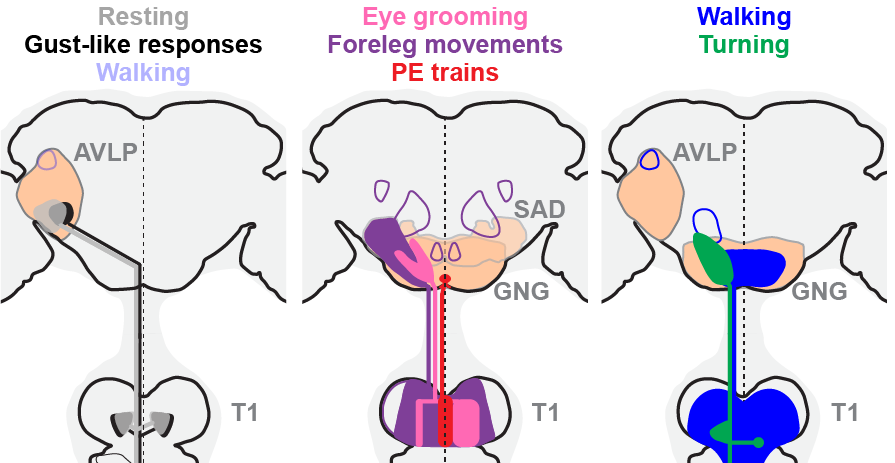 Resting
Gust-like responses
Walking
AVLP
T1
Eye grooming
Foreleg movements
PE trains
SAD
GNG
T1
Walking
Turning
AVLP
GNG
T1